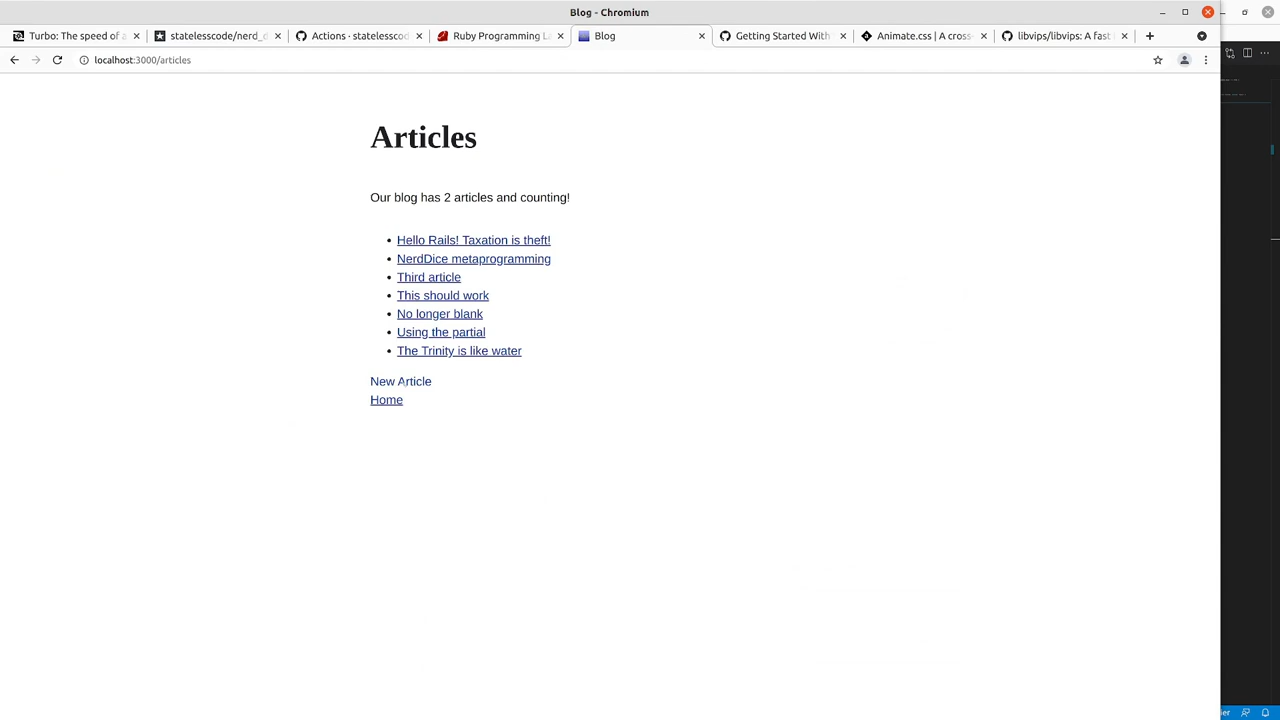 Blog - Chromium
Turbo: The speed of a
statelesscode/nerd_d
Actions · statelesscod
Ruby Programming La
Blog
Getting Started With
Animate.css | A cross-
libvips/libvips: A fast
localhost:3000/articles
Articles
Our blog has 2 articles and counting!
Hello Rails! Taxation is theft!
NerdDice metaprogramming
Third article
This should work
No longer blank
Using the partial
The Trinity is like water
New Article
Home